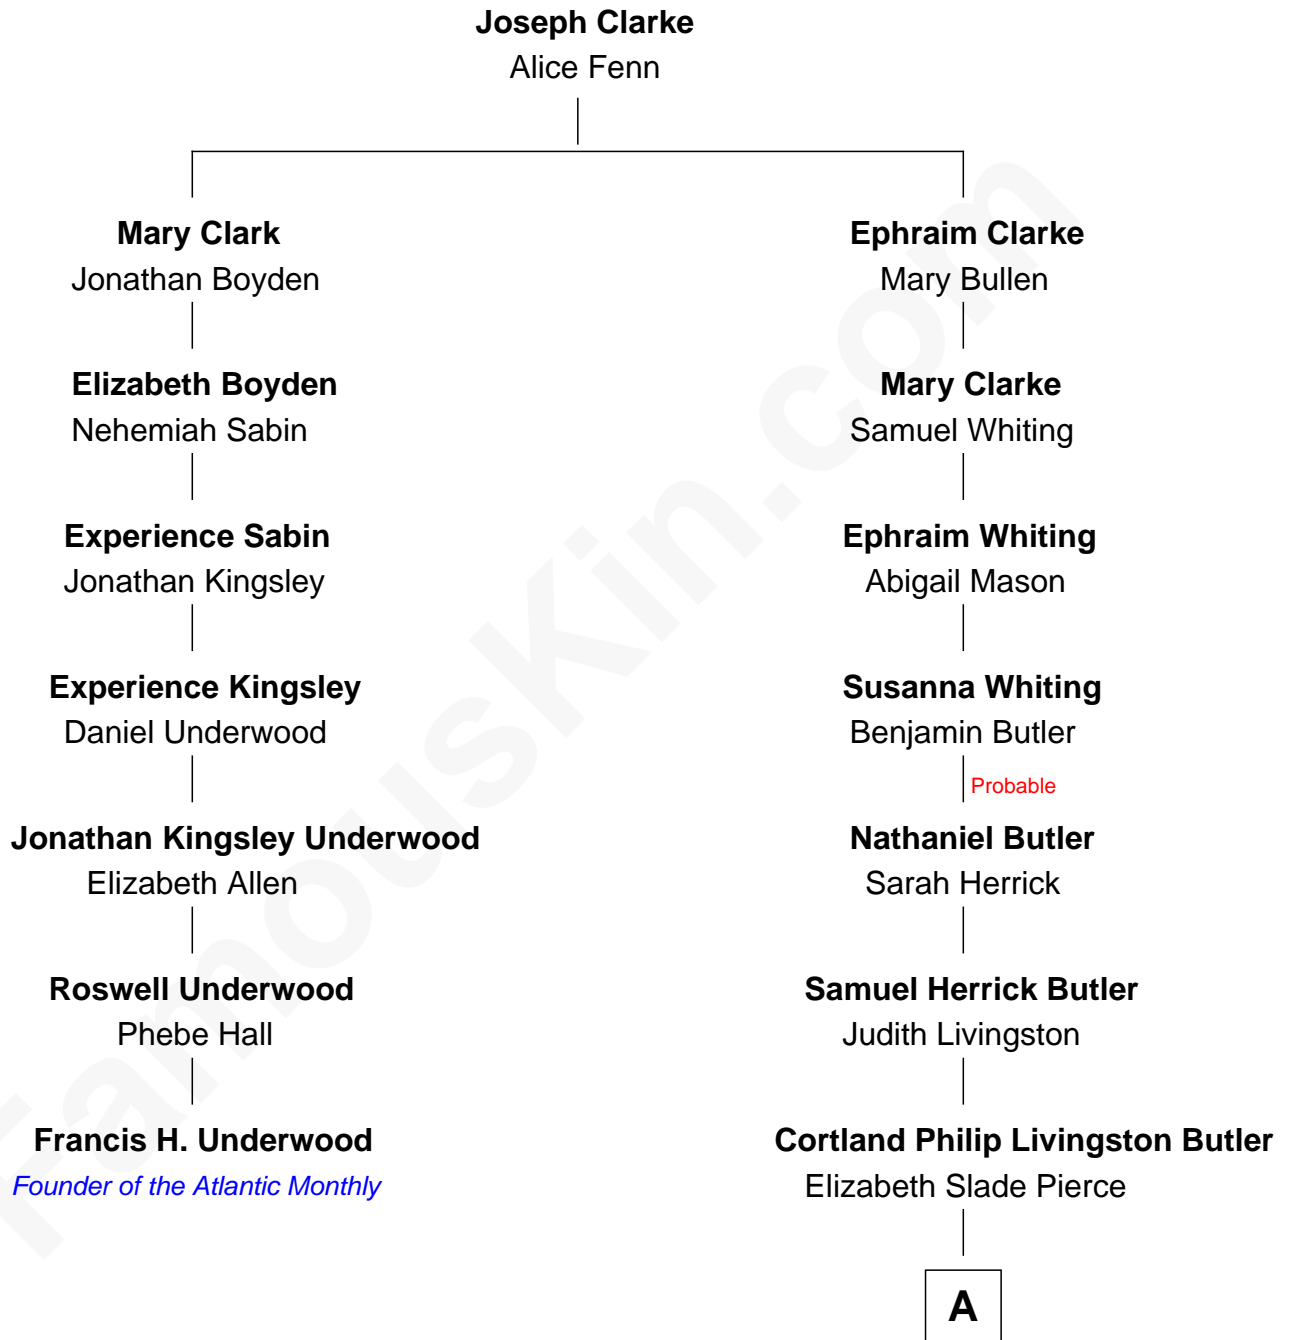 Joseph Clarke
Alice Fenn
Mary Clark
Jonathan Boyden
Ephraim Clarke
Mary Bullen
Elizabeth Boyden
Nehemiah Sabin
Mary Clarke
Samuel Whiting
Experience Sabin
Jonathan Kingsley
Ephraim Whiting
Abigail Mason
Experience Kingsley
Daniel Underwood
Susanna Whiting
Benjamin Butler
Probable
Jonathan Kingsley Underwood
Elizabeth Allen
Nathaniel Butler
Sarah Herrick
Roswell Underwood
Phebe Hall
Samuel Herrick Butler
Judith Livingston
Francis H. Underwood
Founder of the Atlantic Monthly
Cortland Philip Livingston Butler
Elizabeth Slade Pierce
A
FamousKin.com